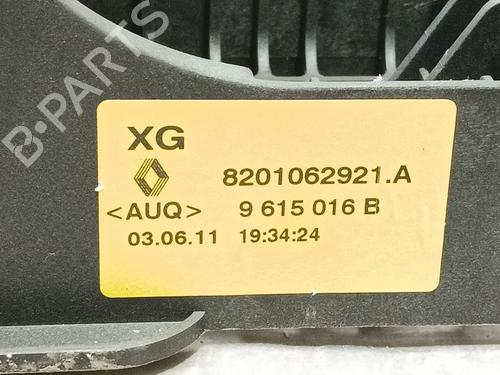 B-PARTS
XG
8201062921.A
<AUQ> 9 615 016 B
03.06.11 19:34:24